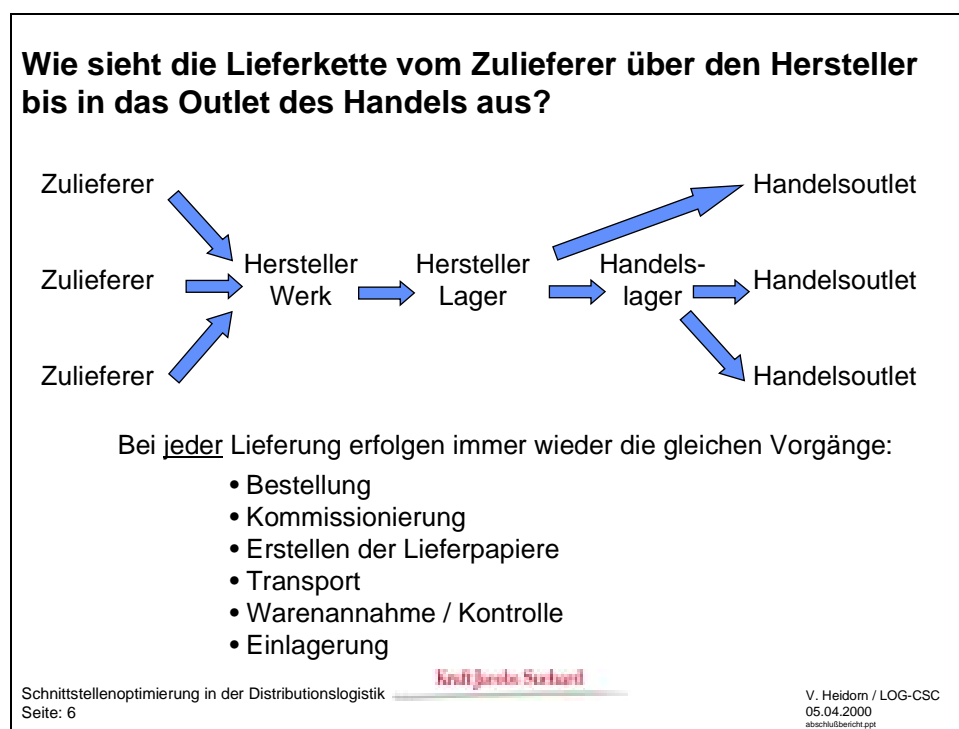 Wie sieht die Lieferkette vom Zulieferer über den Hersteller
bis in das Outlet des Handels aus?
Zulieferer
Handelsoutlet
Zulieferer
Hersteller
Werk
Hersteller
Lager
Handels-
lager
Handelsoutlet
Zulieferer
Handelsoutlet
Bei jeder Lieferung erfolgen immer wieder die gleichen Vorgänge:
• Bestellung
• Kommissionierung
• Erstellen der Lieferpapiere
• Transport
• Warenannahme / Kontrolle
• Einlagerung
Kraft Jacobs Suchard
Schnittstellenoptimierung in der Distributionslogistik
Seite: 6
V. Heidorn / LOG-CSC
05.04.2000
abschlußbericht.ppt